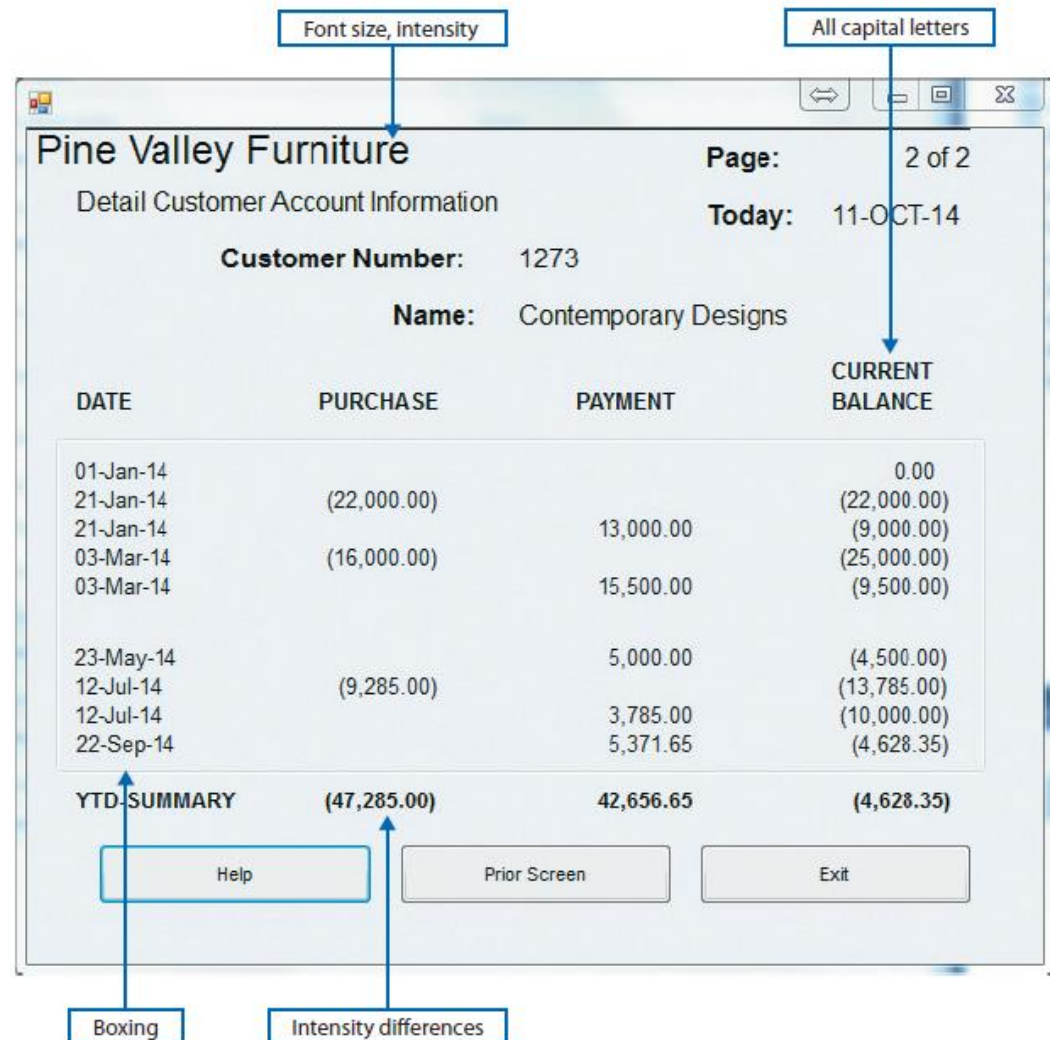 Font size, intensity
All capital letters
Pine Valley Furniture
Page: 2 of 2
Detail Customer Account Information
Today: 11-OCT-14
Customer Number: 1273
Name: Contemporary Designs
CURRENT
DATE PURCHASE PAYMENT BALANCE
01-Jan-14 0.00
21-Jan-14 (22,000.00) (22,000.00)
21-Jan-14 13,000.00 (9,000.00)
03-Mar-14 (16,000.00) (25,000.00)
03-Mar-14 15,500.00 (9,500.00)
23-May-14 5,000.00 (4,500.00)
12-Jul-14 (9,285.00) (13,785.00)
12-Jul-14 3,785.00 (10,000.00)
22-Sep-14 5,371.65 (4,628.35)
YTD-SUMMARY (47,285.00) 42,656.65 (4,628.35)
Help Prior Screen Exit
Boxing
Intensity differences